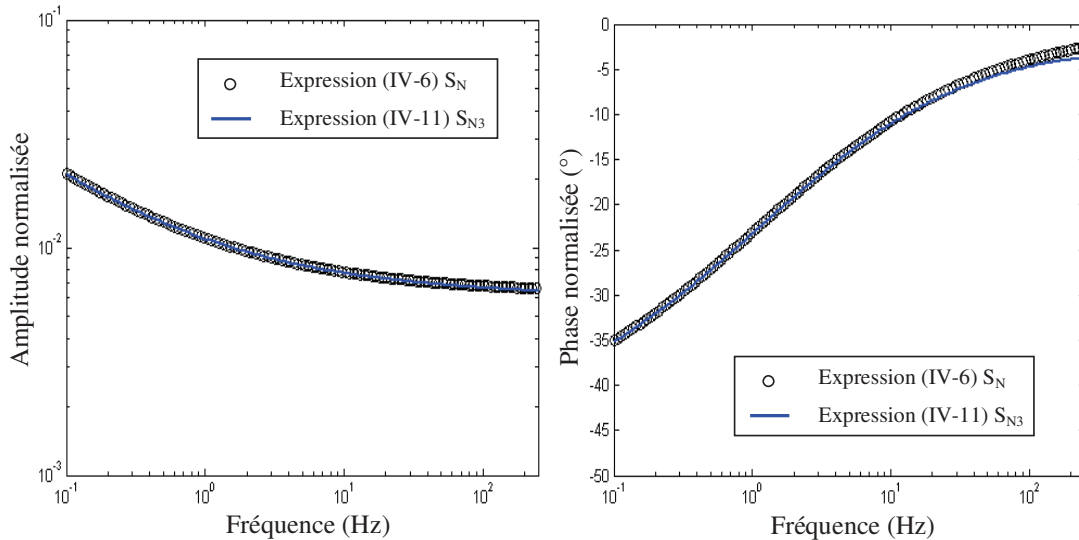 10^-1
10^-2
10^-3
Amplitude normalisée
Expression (IV-6) S_N
Expression (IV-11) S_N3
10^-1
10^0
10^1
10^2
Fréquence (Hz)
0
-5
-10
-15
-20
-25
-30
-35
-40
-45
-50
Phase normalisée (°)
Expression (IV-6) S_N
Expression (IV-11) S_N3
10^-1
10^0
10^1
10^2
Fréquence (Hz)